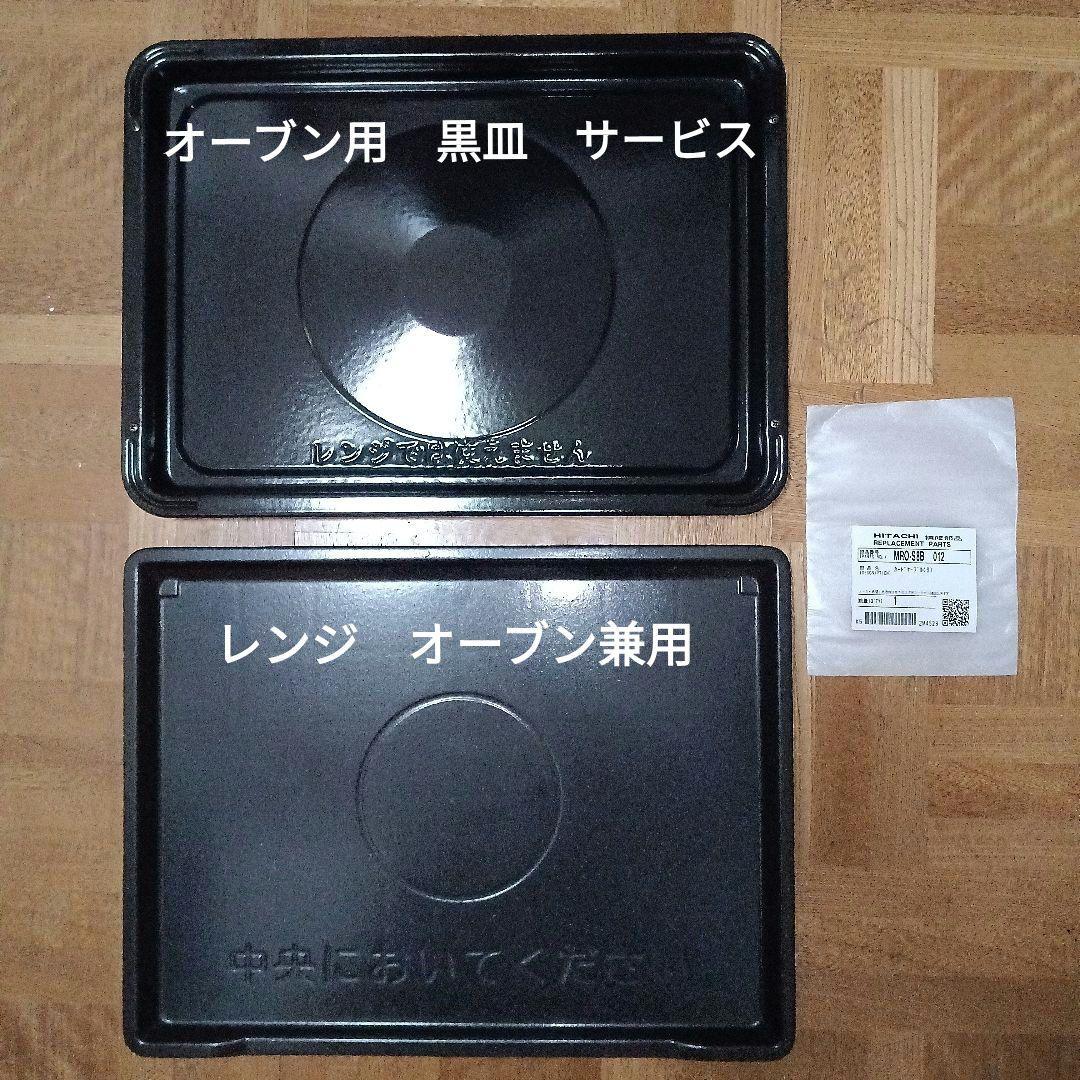 オーブン用 黒皿 サービス
レンジで使えません
HITACHI 補修部品
REPLACEMENT PARTS
MRO-S8B 012
1
レンジ オーブン兼用
中央においてくださ